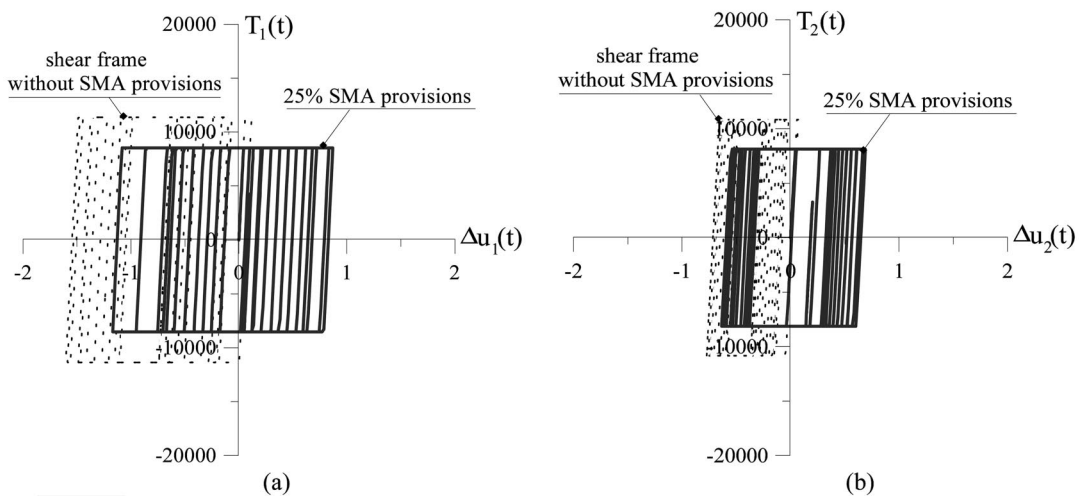 20000
T1(t)
shear frame
without SMA provisions
25% SMA provisions
10000
0
Δu1(t)
-2
-1
0
1
2
-10000
-20000
(a)
20000
T2(t)
shear frame
without SMA provisions
25% SMA provisions
10000
0
Δu2(t)
-2
-1
0
1
2
-10000
-20000
(b)